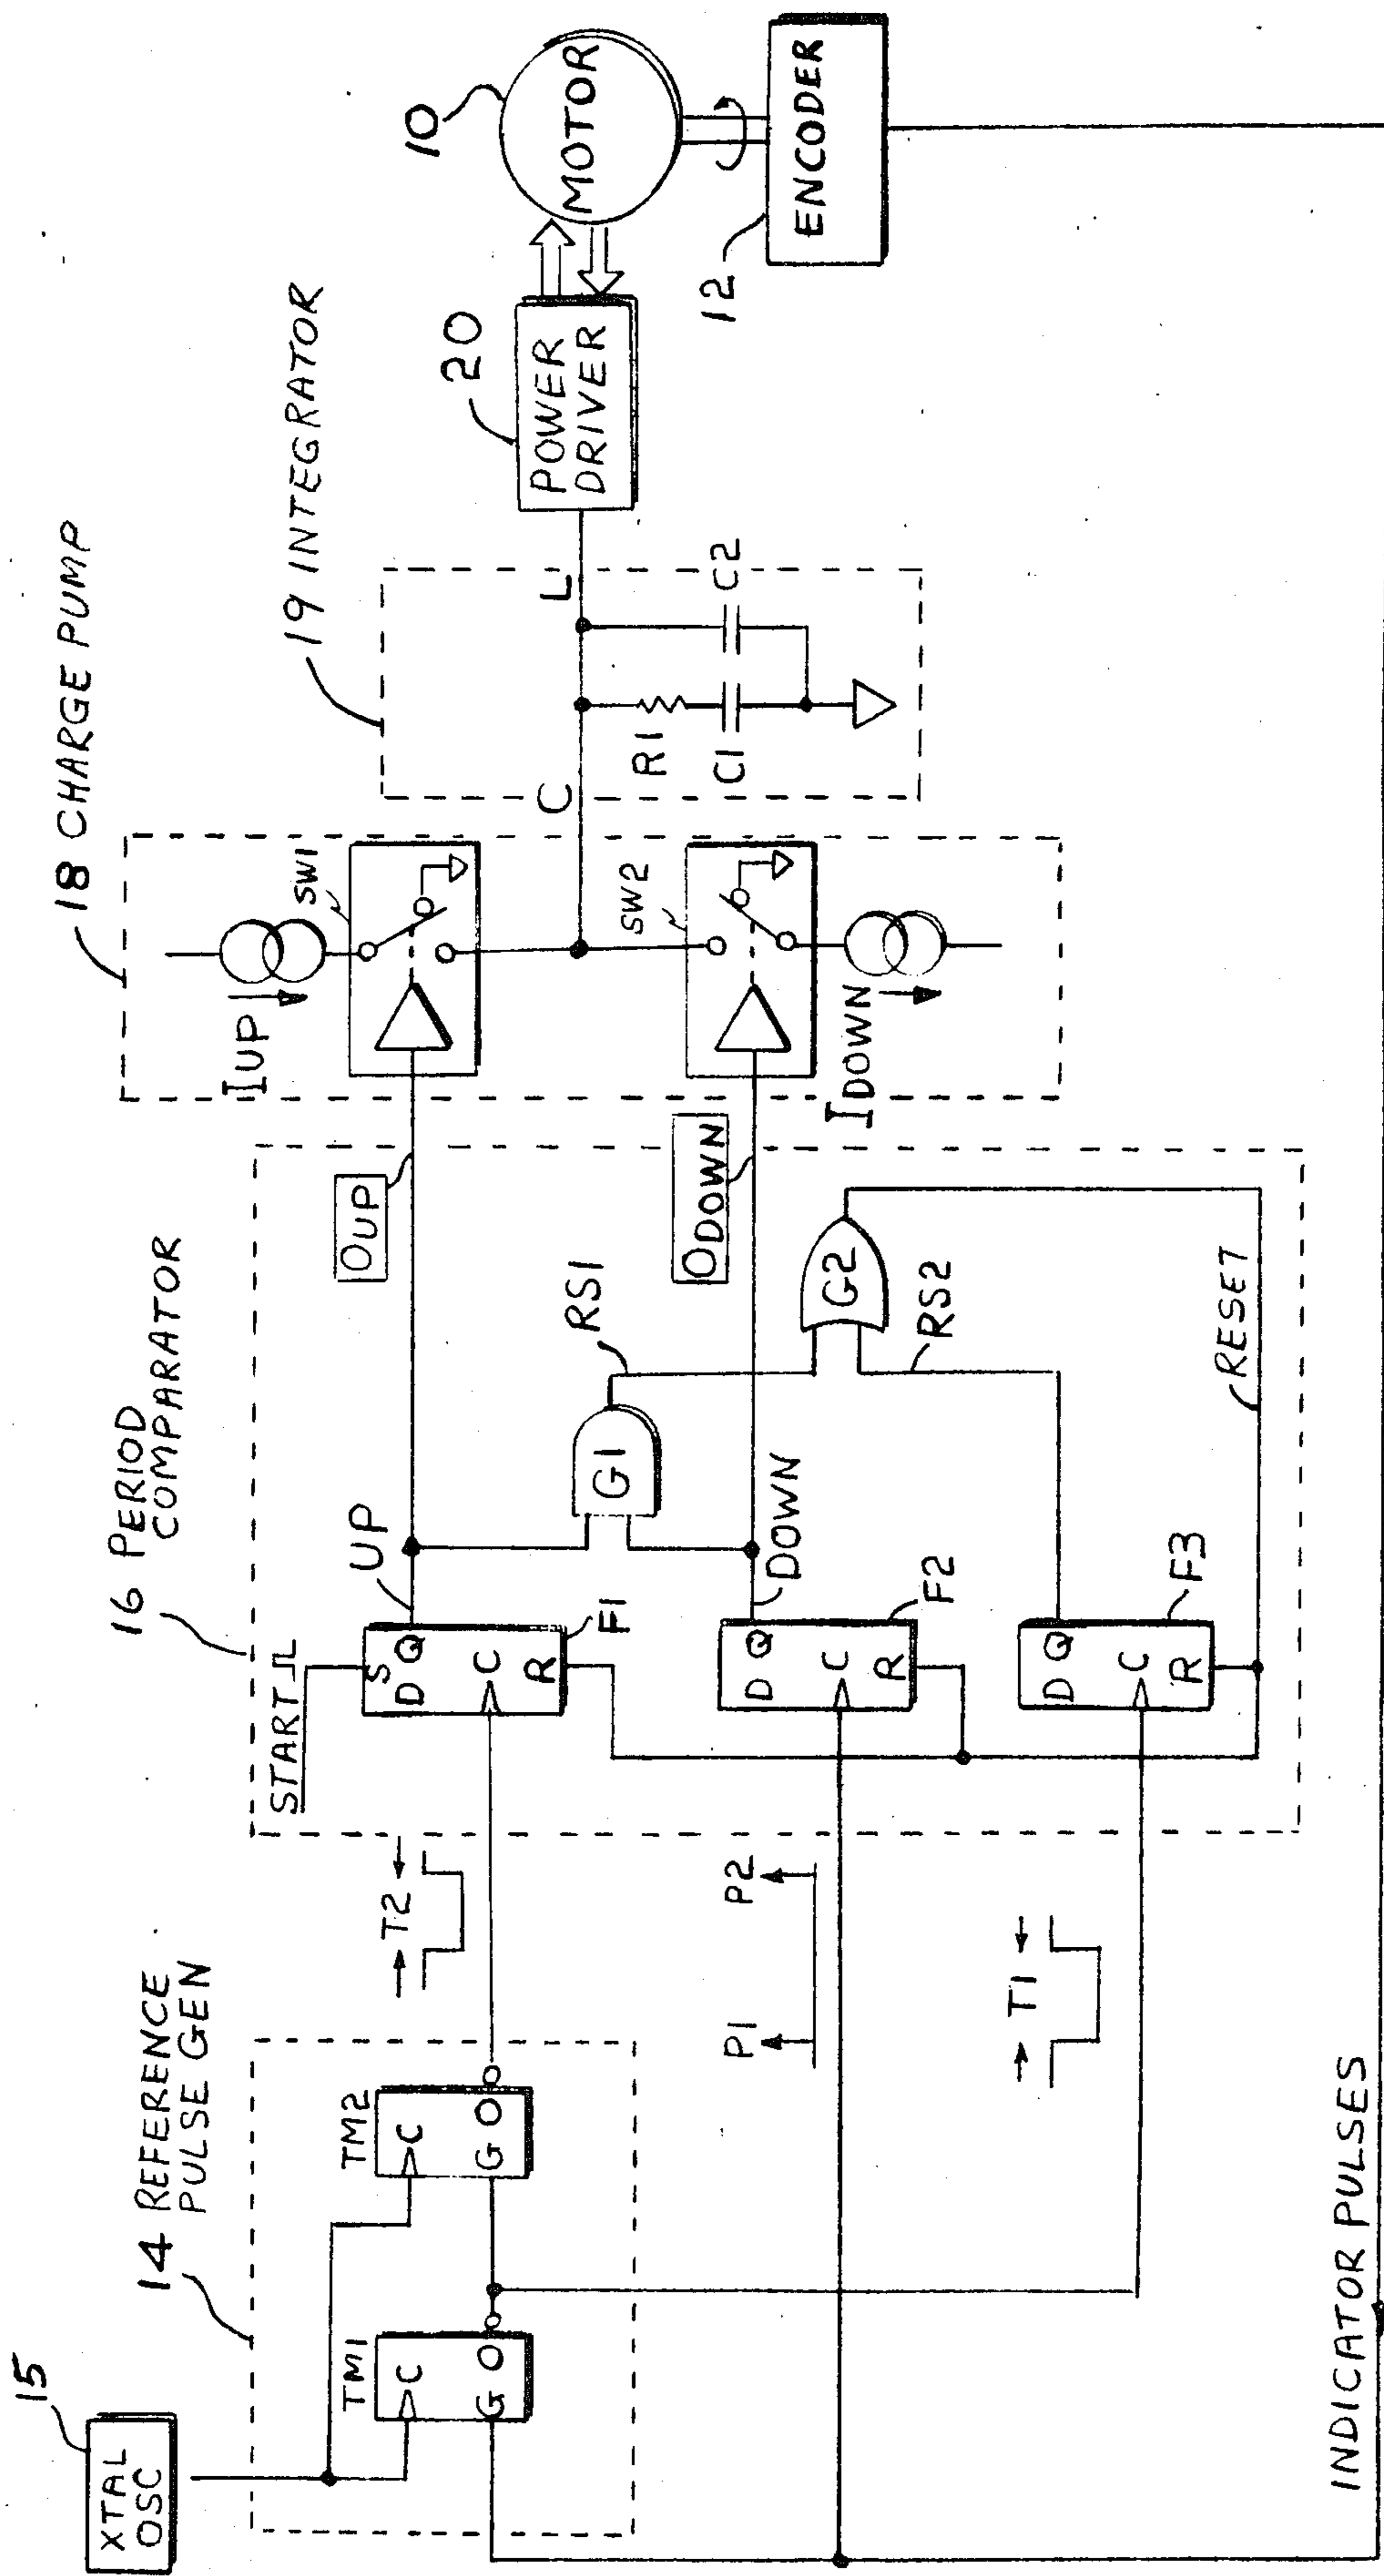 15
XTAL
OSC
14 REFERENCE
PULSE GEN
TM1
C
G O
TM2
C
G O
T2
P1 P2
T1
INDICATOR PULSES
16 PERIOD
COMPARATOR
START
S
D Q
C
R
F1
UP
D Q
C
R
F2
DOWN
D Q
C
R
F3
G1
RS1
G2
RS2
RESET
OUP
ODOWN
18 CHARGE PUMP
IUP
SW1
SW2
IDOWN
19 INTEGRATOR
C
L
R1
C1
C2
20
POWER
DRIVER
10
MOTOR
12
ENCODER